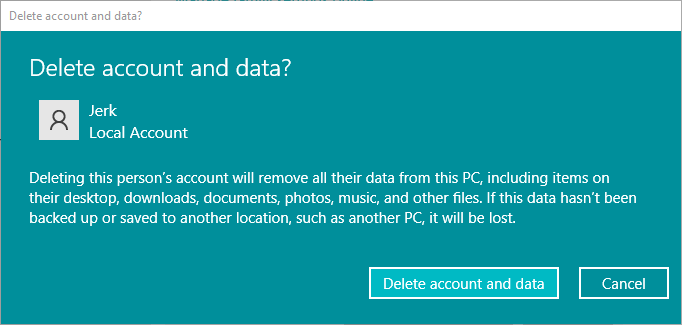 Delete account and data?
Delete account and data?
Jerk
Local Account
Deleting this person's account will remove all their data from this PC, including items on
their desktop, downloads, documents, photos, music, and other files. If this data hasn't been
backed up or saved to another location, such as another PC, it will be lost.
Delete account and data
Cancel